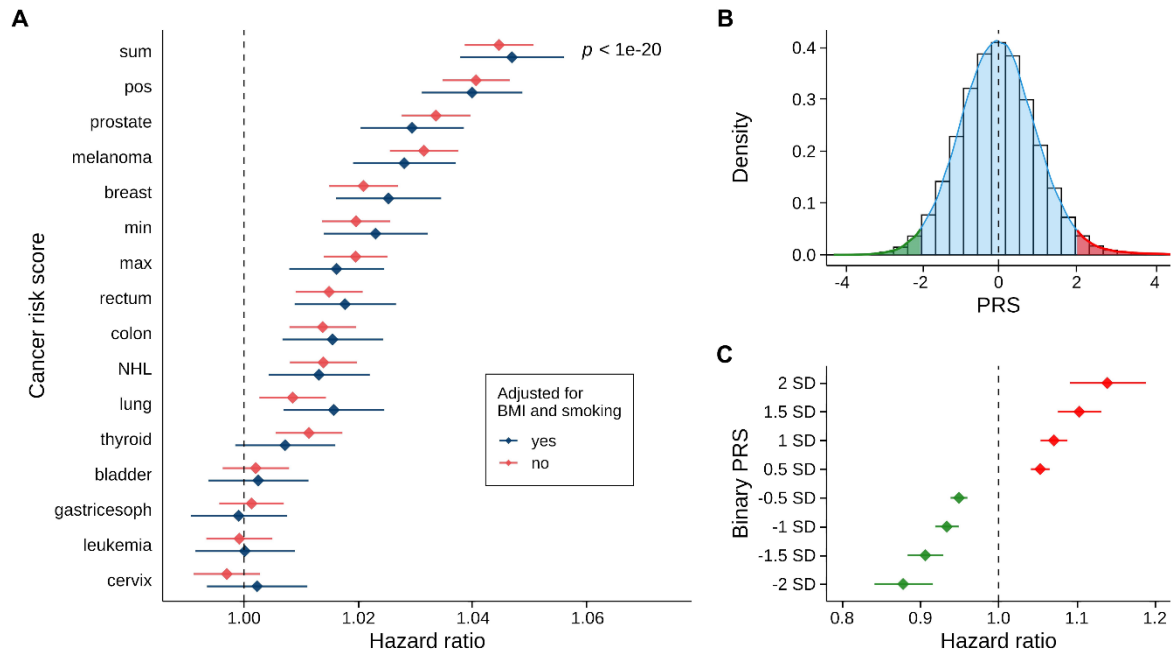 A
Cancer risk score
sum
pos
prostate
melanoma
breast
min
max
rectum
colon
NHL
lung
thyroid
bladder
gastricesoph
leukemia
cervix
p < 1e-20
Adjusted for
BMI and smoking
yes
no
1.00 1.02 1.04 1.06
Hazard ratio
B
Density
0.4
0.3
0.2
0.1
0.0
-4 -2 0 2 4
PRS
C
Binary PRS
2 SD
1.5 SD
1 SD
0.5 SD
-0.5 SD
-1 SD
-1.5 SD
-2 SD
0.8 0.9 1.0 1.1 1.2
Hazard ratio